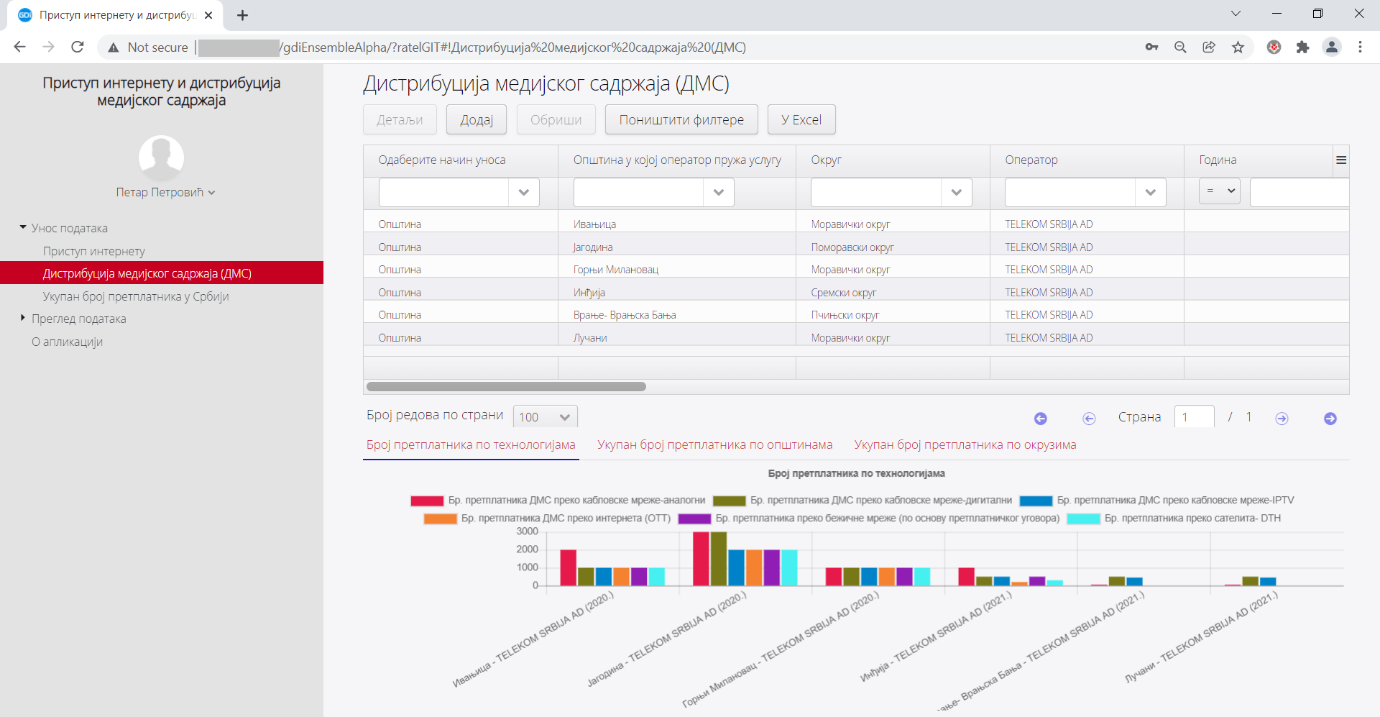 GDi Приступ интернету и дистрибуц
Not secure | /gdiEnsembleAlpha/?ratelGIT#!Дистрибуција%20медијског%20садржаја%20(ДМС)
Приступ интернету и дистрибуција
медијског садржаја
Петар Петровић
Унос података
Приступ интернету
Дистрибуција медијског садржаја (ДМС)
Укупан број претплатника у Србији
Преглед података
О апликацији
Дистрибуција медијског садржаја (ДМС)
Детаљи Додај Обриши Поништити филтере У Excel
Одаберите начин уноса Општина у којој оператор пружа услугу Округ Оператор Година
=
Општина Ивањица Моравички округ TELEKOM SRBIJA AD
Општина Јагодина Поморавски округ TELEKOM SRBIJA AD
Општина Горњи Милановац Моравички округ TELEKOM SRBIJA AD
Општина Инђија Сремски округ TELEKOM SRBIJA AD
Општина Врање- Врањска Бања Пчињски округ TELEKOM SRBIJA AD
Општина Лучани Моравички округ TELEKOM SRBIJA AD
Број редова по страни 100 Страна 1 / 1
Број претплатника по технологијама Укупан број претплатника по општинама Укупан број претплатника по окрузима
Број претплатника по технологијама
Бр. претплатника ДМС преко кабловске мреже-аналогни Бр. претплатника ДМС преко кабловске мреже-дигитални Бр. претплатника ДМС преко кабловске мреже-IPTV
Бр. претплатника ДМС преко интернета (OTT) Бр. претплатника преко бежичне мреже (по основу претплатничког уговора) Бр. претплатника преко сателита- DTH
3000
2000
1000
0
Ивањица - TELEKOM SRBIJA AD (2020.)
Јагодина - TELEKOM SRBIJA AD (2020.)
Горњи Милановац - TELEKOM SRBIJA AD (2020.)
Инђија - TELEKOM SRBIJA AD (2021.)
ање- Врањска Бања - TELEKOM SRBIJA AD (2021.)
Лучани - TELEKOM SRBIJA AD (2021.)